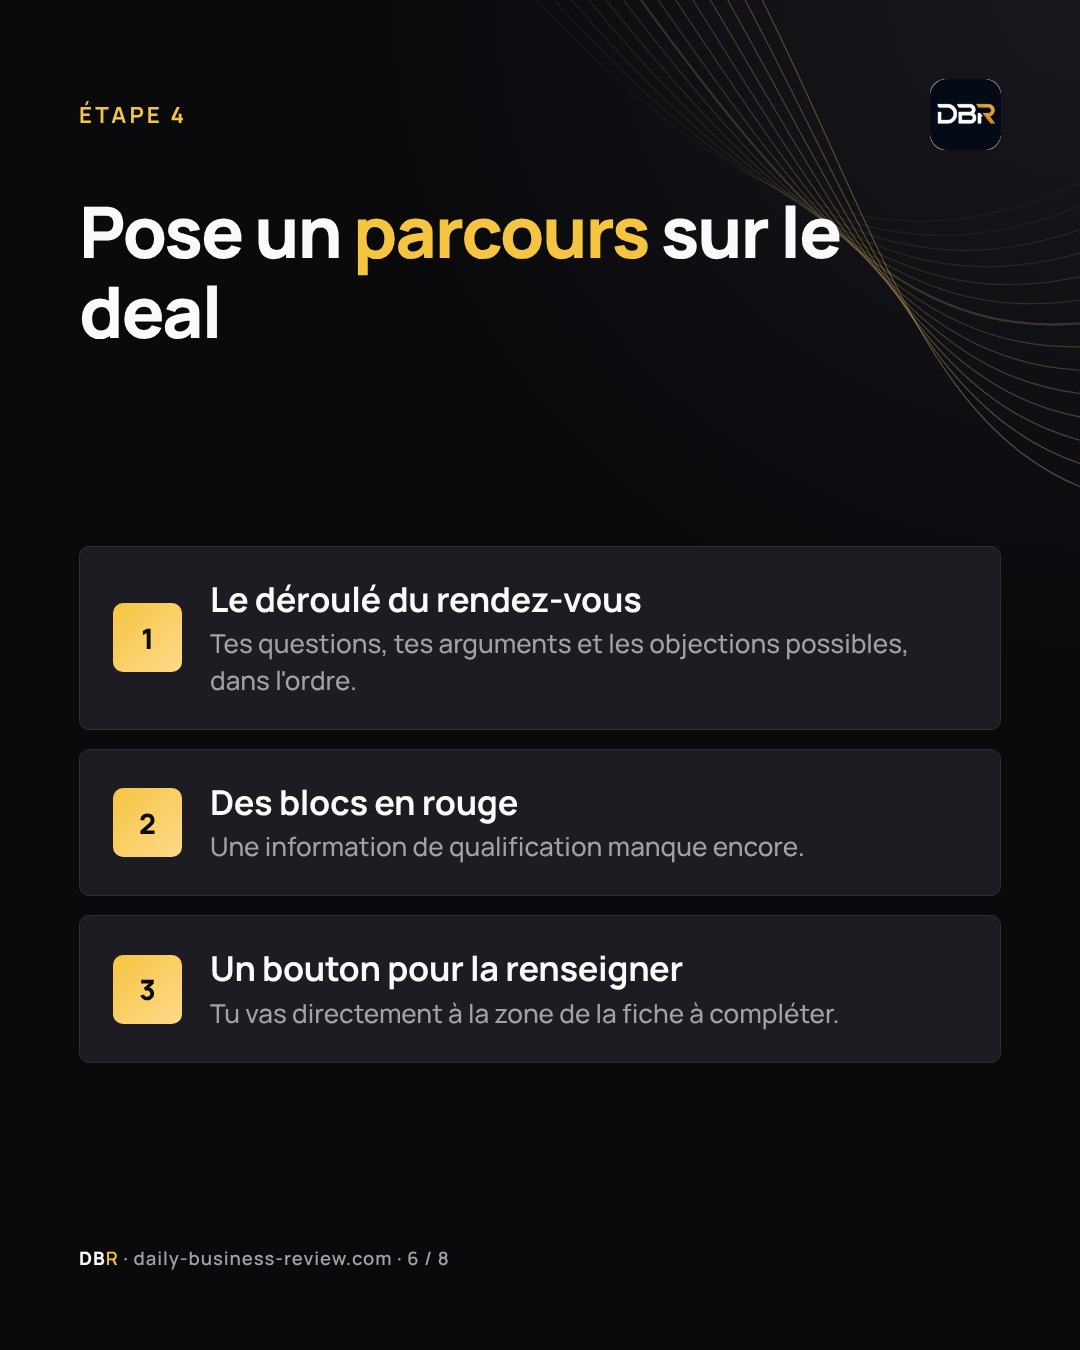 ÉTAPE 4
DBR
Pose un parcours sur le
deal
1
Le déroulé du rendez-vous
Tes questions, tes arguments et les objections possibles,
dans l'ordre.
2
Des blocs en rouge
Une information de qualification manque encore.
3
Un bouton pour la renseigner
Tu vas directement à la zone de la fiche à compléter.
DBR · daily-business-review.com · 6 / 8